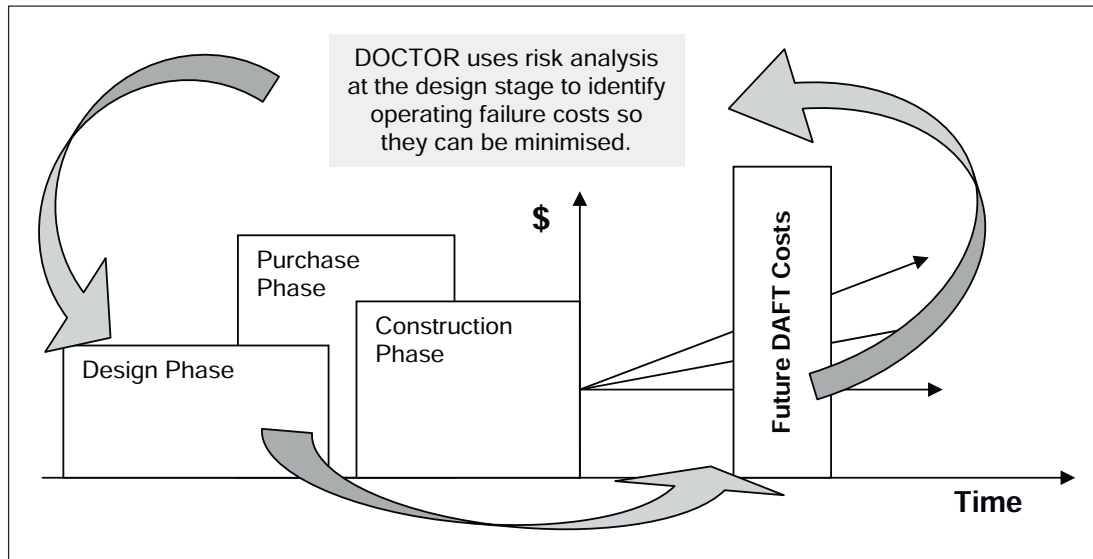 DOCTOR uses risk analysis
at the design stage to identify
operating failure costs so
they can be minimised.
$
Purchase
Phase
Construction
Phase
Design Phase
Future DAFT Costs
Time